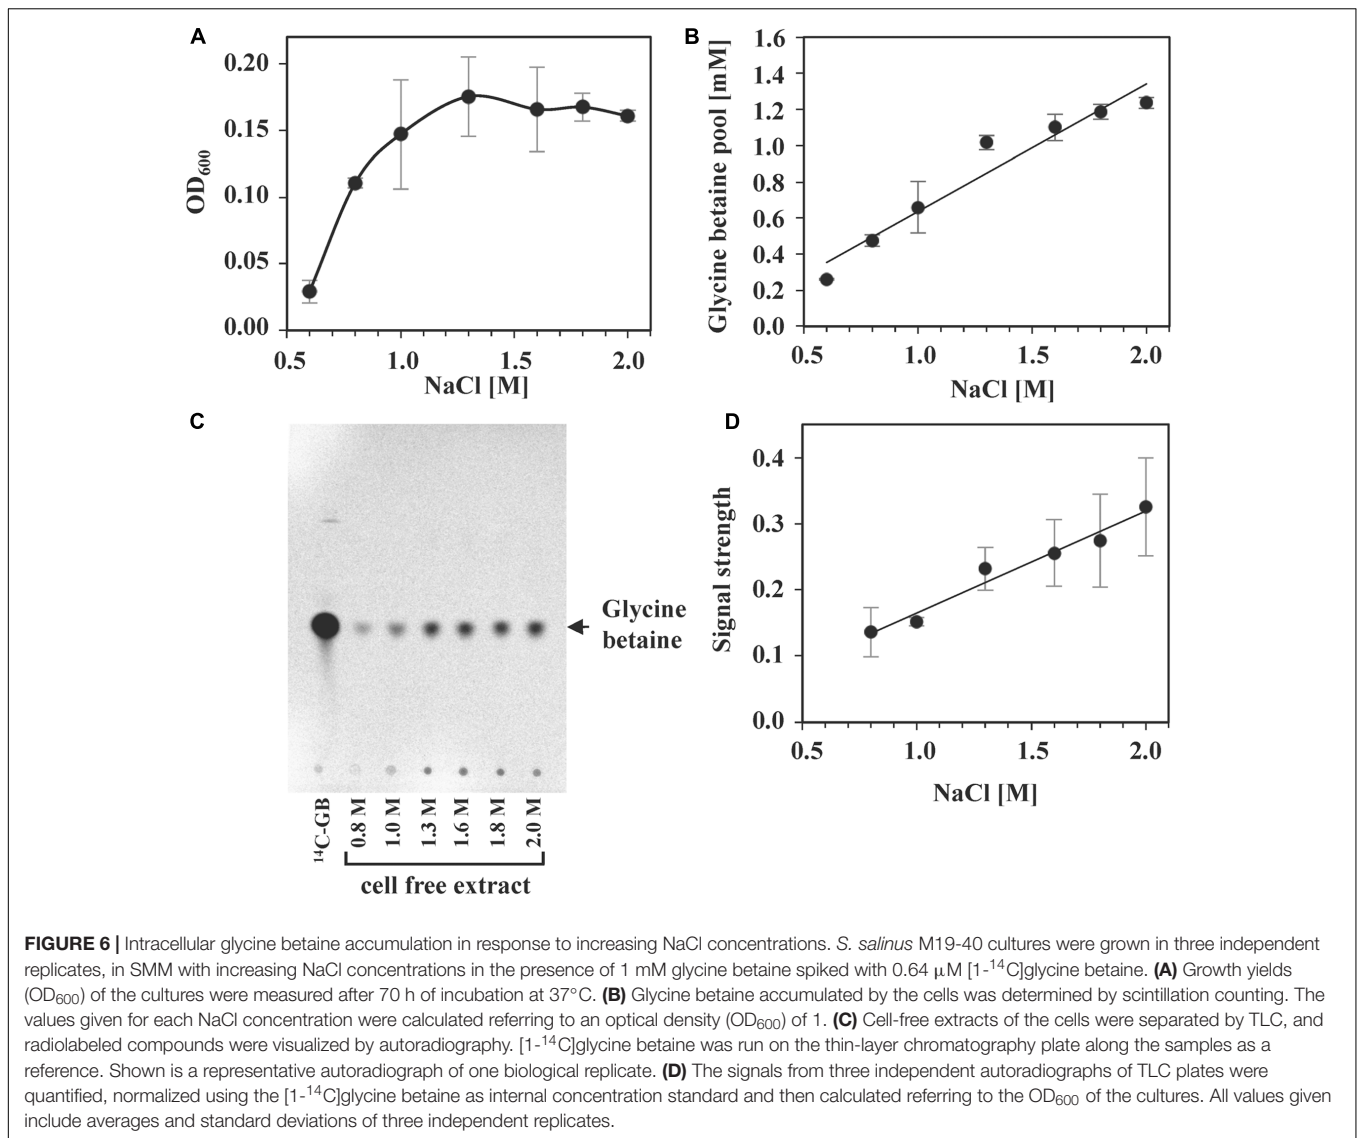 A
0.20
0.15
0.10
0.05
0.00
OD600
0.5 1.0 1.5 2.0
NaCl [M]
B
1.6
1.4
1.2
1.0
0.8
0.6
0.4
0.2
0.0
Glycine betaine pool [mM]
0.5 1.0 1.5 2.0
NaCl [M]
C
Glycine
betaine
14C-GB 0.8 M 1.0 M 1.3 M 1.6 M 1.8 M 2.0 M
cell free extract
D
0.4
0.3
0.2
0.1
0.0
Signal strength
0.5 1.0 1.5 2.0
NaCl [M]
FIGURE 6 | Intracellular glycine betaine accumulation in response to increasing NaCl concentrations. S. salinus M19-40 cultures were grown in three independent
replicates, in SMM with increasing NaCl concentrations in the presence of 1 mM glycine betaine spiked with 0.64 μM [1-14C]glycine betaine. (A) Growth yields
(OD600) of the cultures were measured after 70 h of incubation at 37°C. (B) Glycine betaine accumulated by the cells was determined by scintillation counting. The
values given for each NaCl concentration were calculated referring to an optical density (OD600) of 1. (C) Cell-free extracts of the cells were separated by TLC, and
radiolabeled compounds were visualized by autoradiography. [1-14C]glycine betaine was run on the thin-layer chromatography plate along the samples as a
reference. Shown is a representative autoradiograph of one biological replicate. (D) The signals from three independent autoradiographs of TLC plates were
quantified, normalized using the [1-14C]glycine betaine as internal concentration standard and then calculated referring to the OD600 of the cultures. All values given
include averages and standard deviations of three independent replicates.